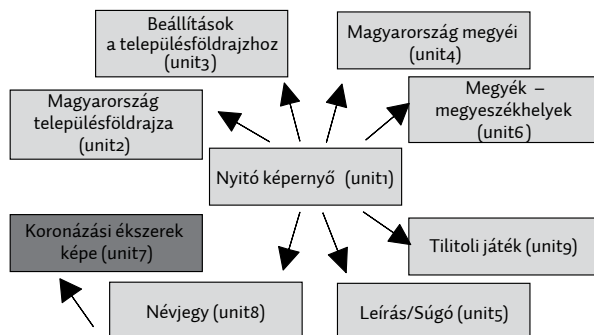 Beállítások
a településföldrajzhoz
(unit3)
Magyarország megyéi
(unit4)
Magyarország
településföldrajza
(unit2)
Megyék –
megyeszékhelyek
(unit6)
Nyitó képernyő (unit1)
Koronázási ékszerek
képe (unit7)
Tilitoli játék (unit9)
Névjegy (unit8)
Leírás/Súgó (unit5)